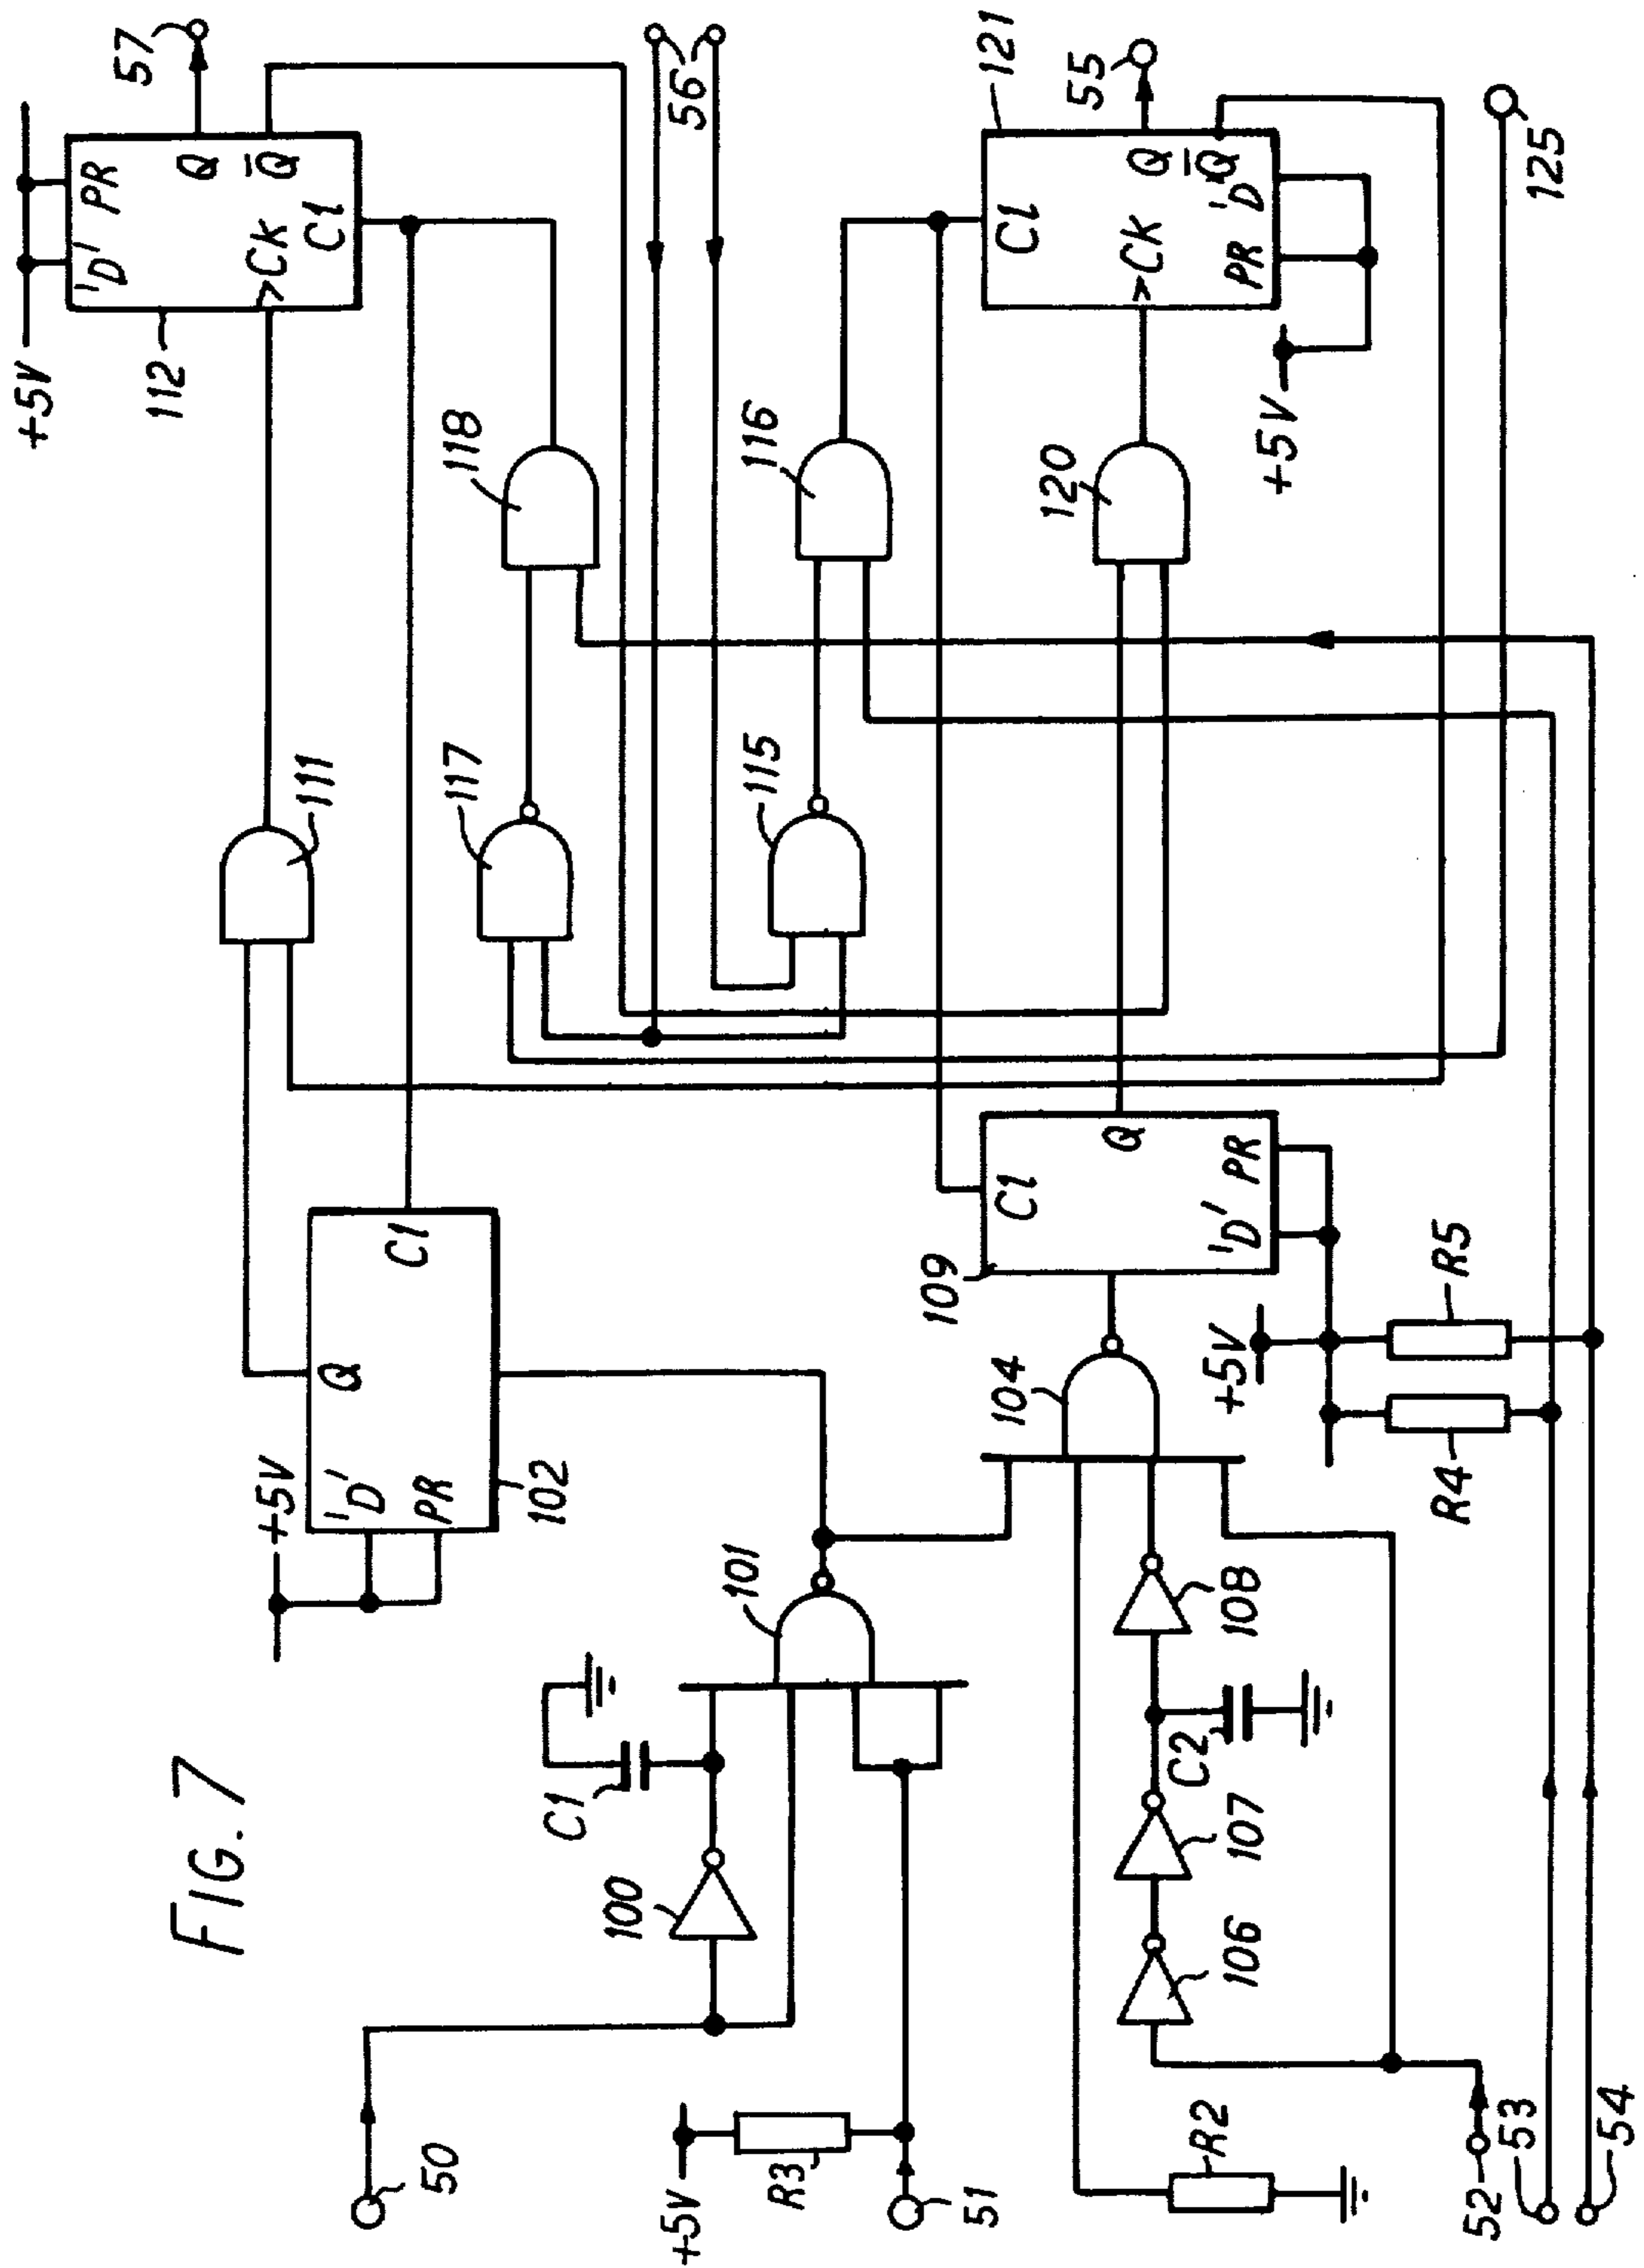 FIG. 7
50
+5V
R3
51
R2
52
53
54
100
C1
101
106
107
C2
108
+5V
'D'
PR
Q
Cl
102
104
109
Cl
Q
'D'
PR
+5V
R4
R5
111
117
115
118
116
120
+5V
112
'D'
PR
Q
Q̅
>CK
Cl
57
56
121
Cl
>CK
Q
Q̅
PR
'D'
+5V
55
125